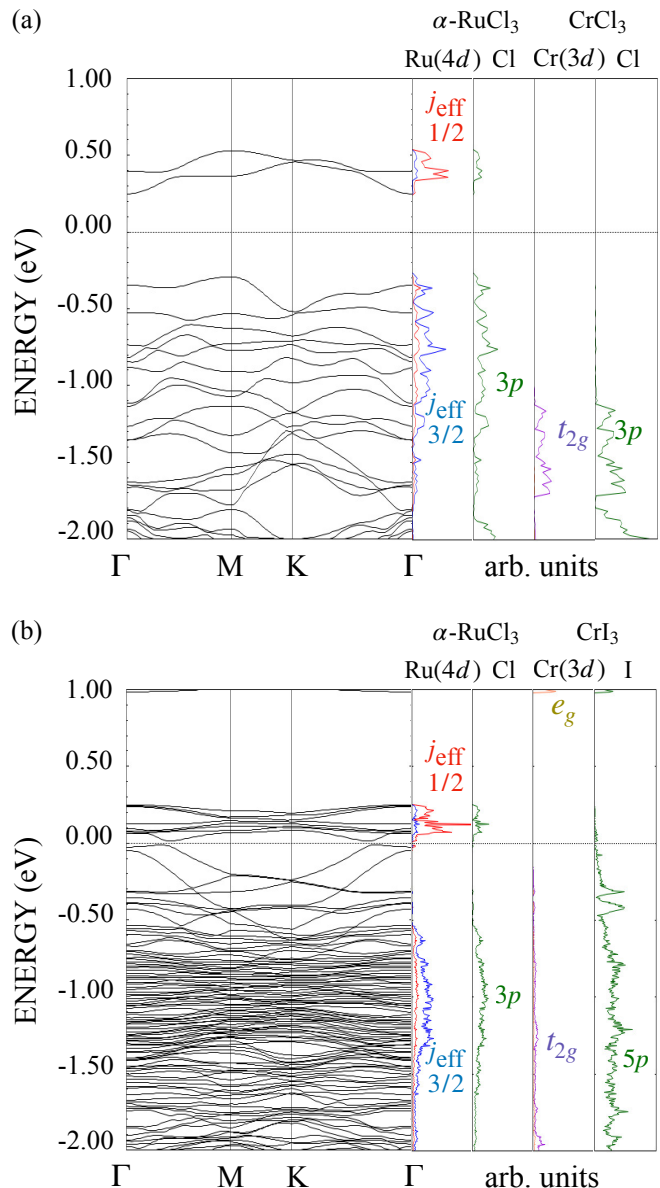 (a)
α-RuCl3 CrCl3
Ru(4d) Cl Cr(3d) Cl
1.00
0.50
0.00
-0.50
-1.00
-1.50
-2.00
ENERGY (eV)
jeff
1/2
jeff
3/2
3p
t2g
3p
Γ M K Γ arb. units
(b)
α-RuCl3 CrI3
Ru(4d) Cl Cr(3d) I
1.00
0.50
0.00
-0.50
-1.00
-1.50
-2.00
ENERGY (eV)
eg
jeff
1/2
3p
jeff
3/2
t2g
5p
Γ M K Γ arb. units